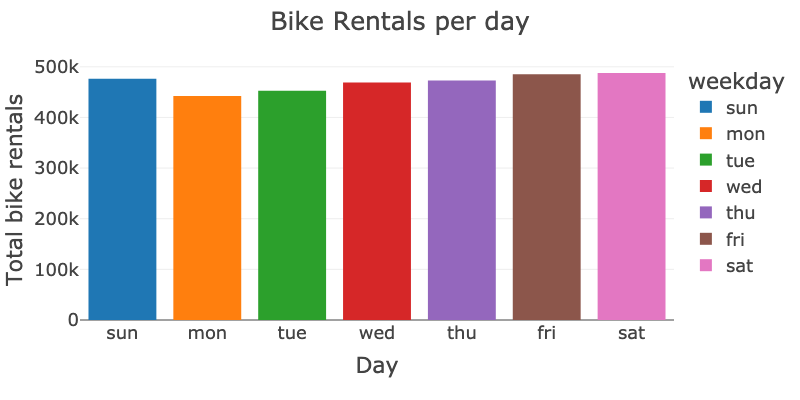 Bike Rentals per day
Total bike rentals
500k
400k
300k
200k
100k
0
sun mon tue wed thu fri sat
Day
weekday
sun
mon
tue
wed
thu
fri
sat